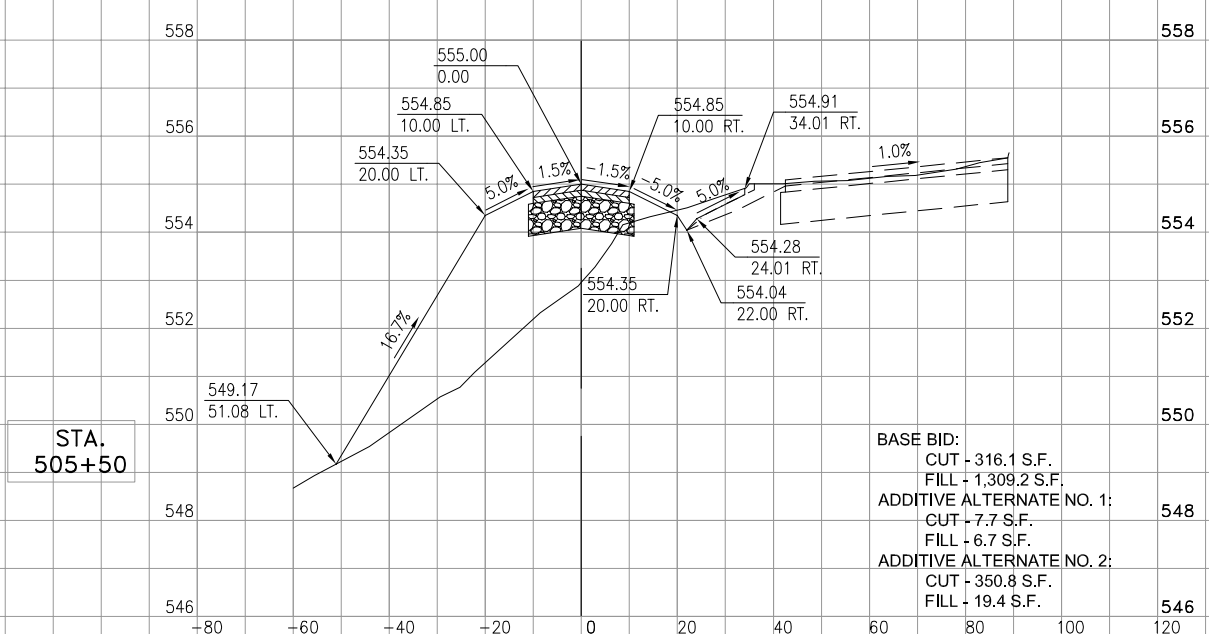 558
558
555.00
0.00
554.85
10.00 LT.
554.85
10.00 RT.
554.91
34.01 RT.
556
556
554.35
20.00 LT.
5.0%
1.5%
-1.5%
-5.0%
5.0%
1.0%
554
554
554.28
24.01 RT.
554.35
20.00 RT.
554.04
22.00 RT.
552
552
16.7%
549.17
51.08 LT.
550
550
STA.
505+50
BASE BID:
CUT - 316.1 S.F.
FILL - 1,309.2 S.F.
ADDITIVE ALTERNATE NO. 1:
CUT - 7.7 S.F.
FILL - 6.7 S.F.
ADDITIVE ALTERNATE NO. 2:
CUT - 350.8 S.F.
FILL - 19.4 S.F.
548
548
546
546
-80 -60 -40 -20 0 20 40 60 80 100 120